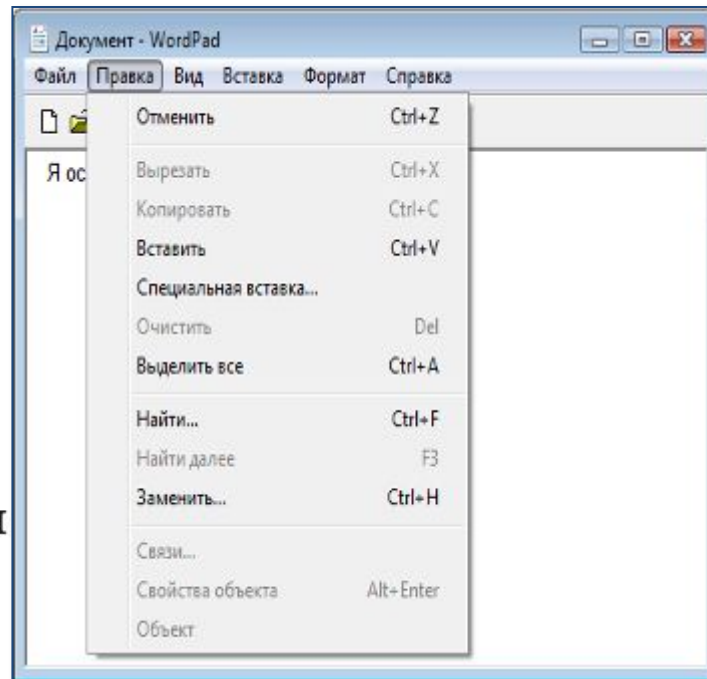 Документ - WordPad
Файл Правка Вид Вставка Формат Справка
Отменить Ctrl+Z
Я ос
Вырезать Ctrl+X
Копировать Ctrl+C
Вставить Ctrl+V
Специальная вставка...
Очистить Del
Выделить все Ctrl+A
Найти... Ctrl+F
Найти далее F3
Заменить... Ctrl+H
Связи...
Свойства объекта Alt+Enter
Объект